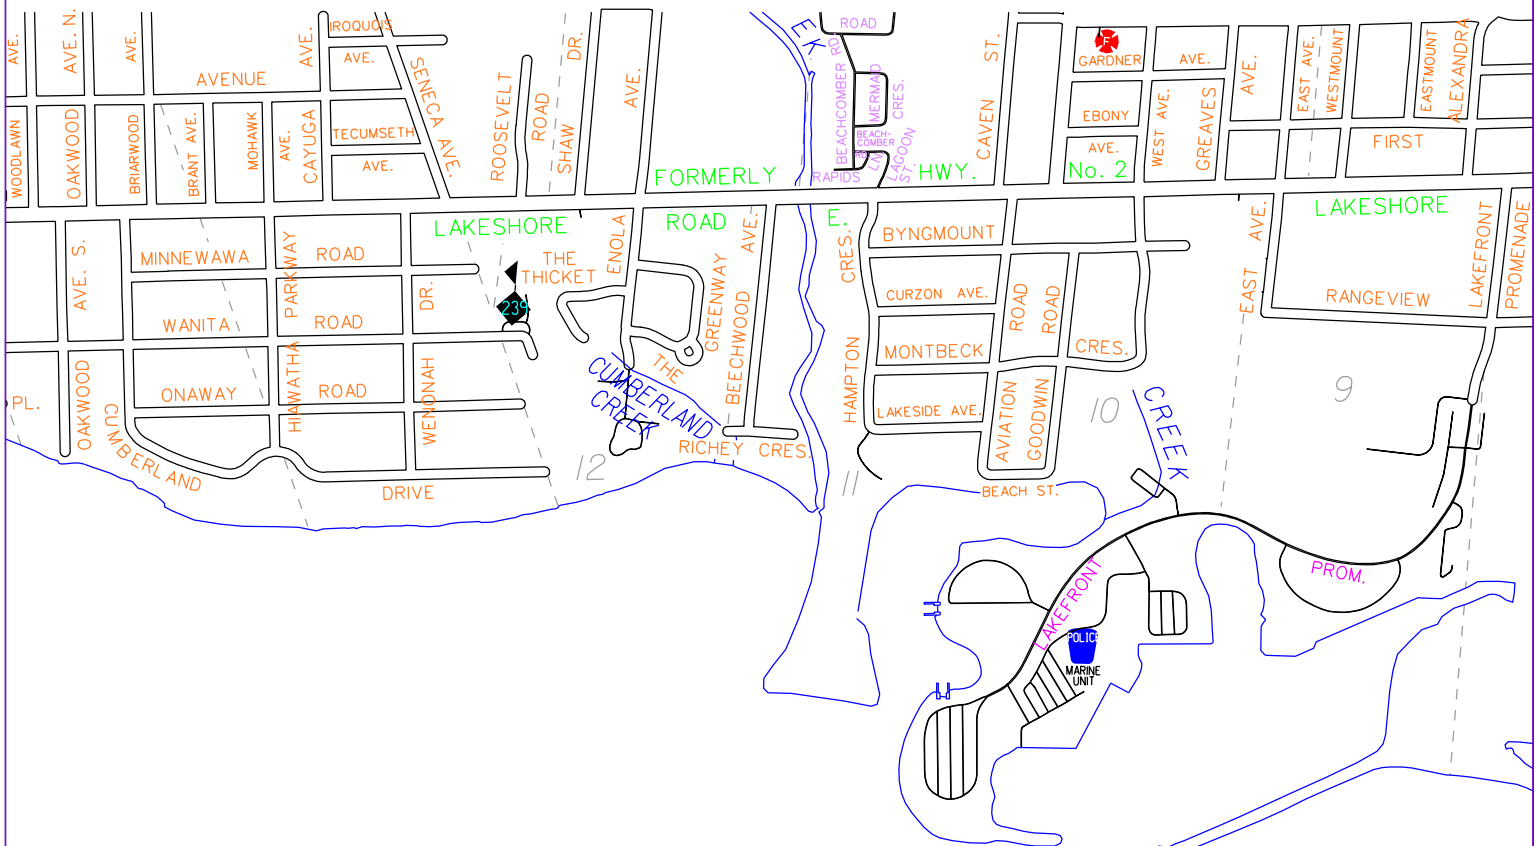 AVE.
AVE. N.
AVE.
AVE.
IROQUOIS
AVE.
AVENUE
SENECA AVE.
ROOSEVELT
ROAD
SHAW DR.
AVE.
WOODLAWN
OAKWOOD
BRIARWOOD
BRANT AVE.
MOHAWK
AVE.
CAYUGA
TECUMSETH
AVE.
EK
ROAD
BEACHCOMBER RD.
MERMAID
CRES.
BEACH-
COMBER
RD.
LN
LAGOON
ST.
RAPIDS
CAVEN ST.
F
GARDNER AVE.
EBONY
AVE.
WEST AVE.
GREAVES
AVE.
EAST AVE.
WESTMOUNT
EASTMOUNT
ALEXANDRA
FIRST
FORMERLY HWY. No. 2
LAKESHORE ROAD E. LAKESHORE
AVE. S.
OAKWOOD
MINNEWAWA ROAD
WANITA ROAD
ONAWAY ROAD
HIAWATHA PARKWAY
WENONAH DR.
THE
THICKET
239
ENOLA
GREENWAY
THE
BEECHWOOD AVE.
CUMBERLAND
CREEK
RICHEY CRES.
PL.
CUMBERLAND DRIVE
12
11
10
9
HAMPTON CRES.
BYNGMOUNT
CURZON AVE.
MONTBECK CRES.
LAKESIDE AVE.
AVIATION ROAD
GOODWIN ROAD
BEACH ST.
CREEK
EAST AVE.
RANGEVIEW
LAKEFRONT
PROMENADE
LAKEFRONT PROM.
POLICE
MARINE
UNIT